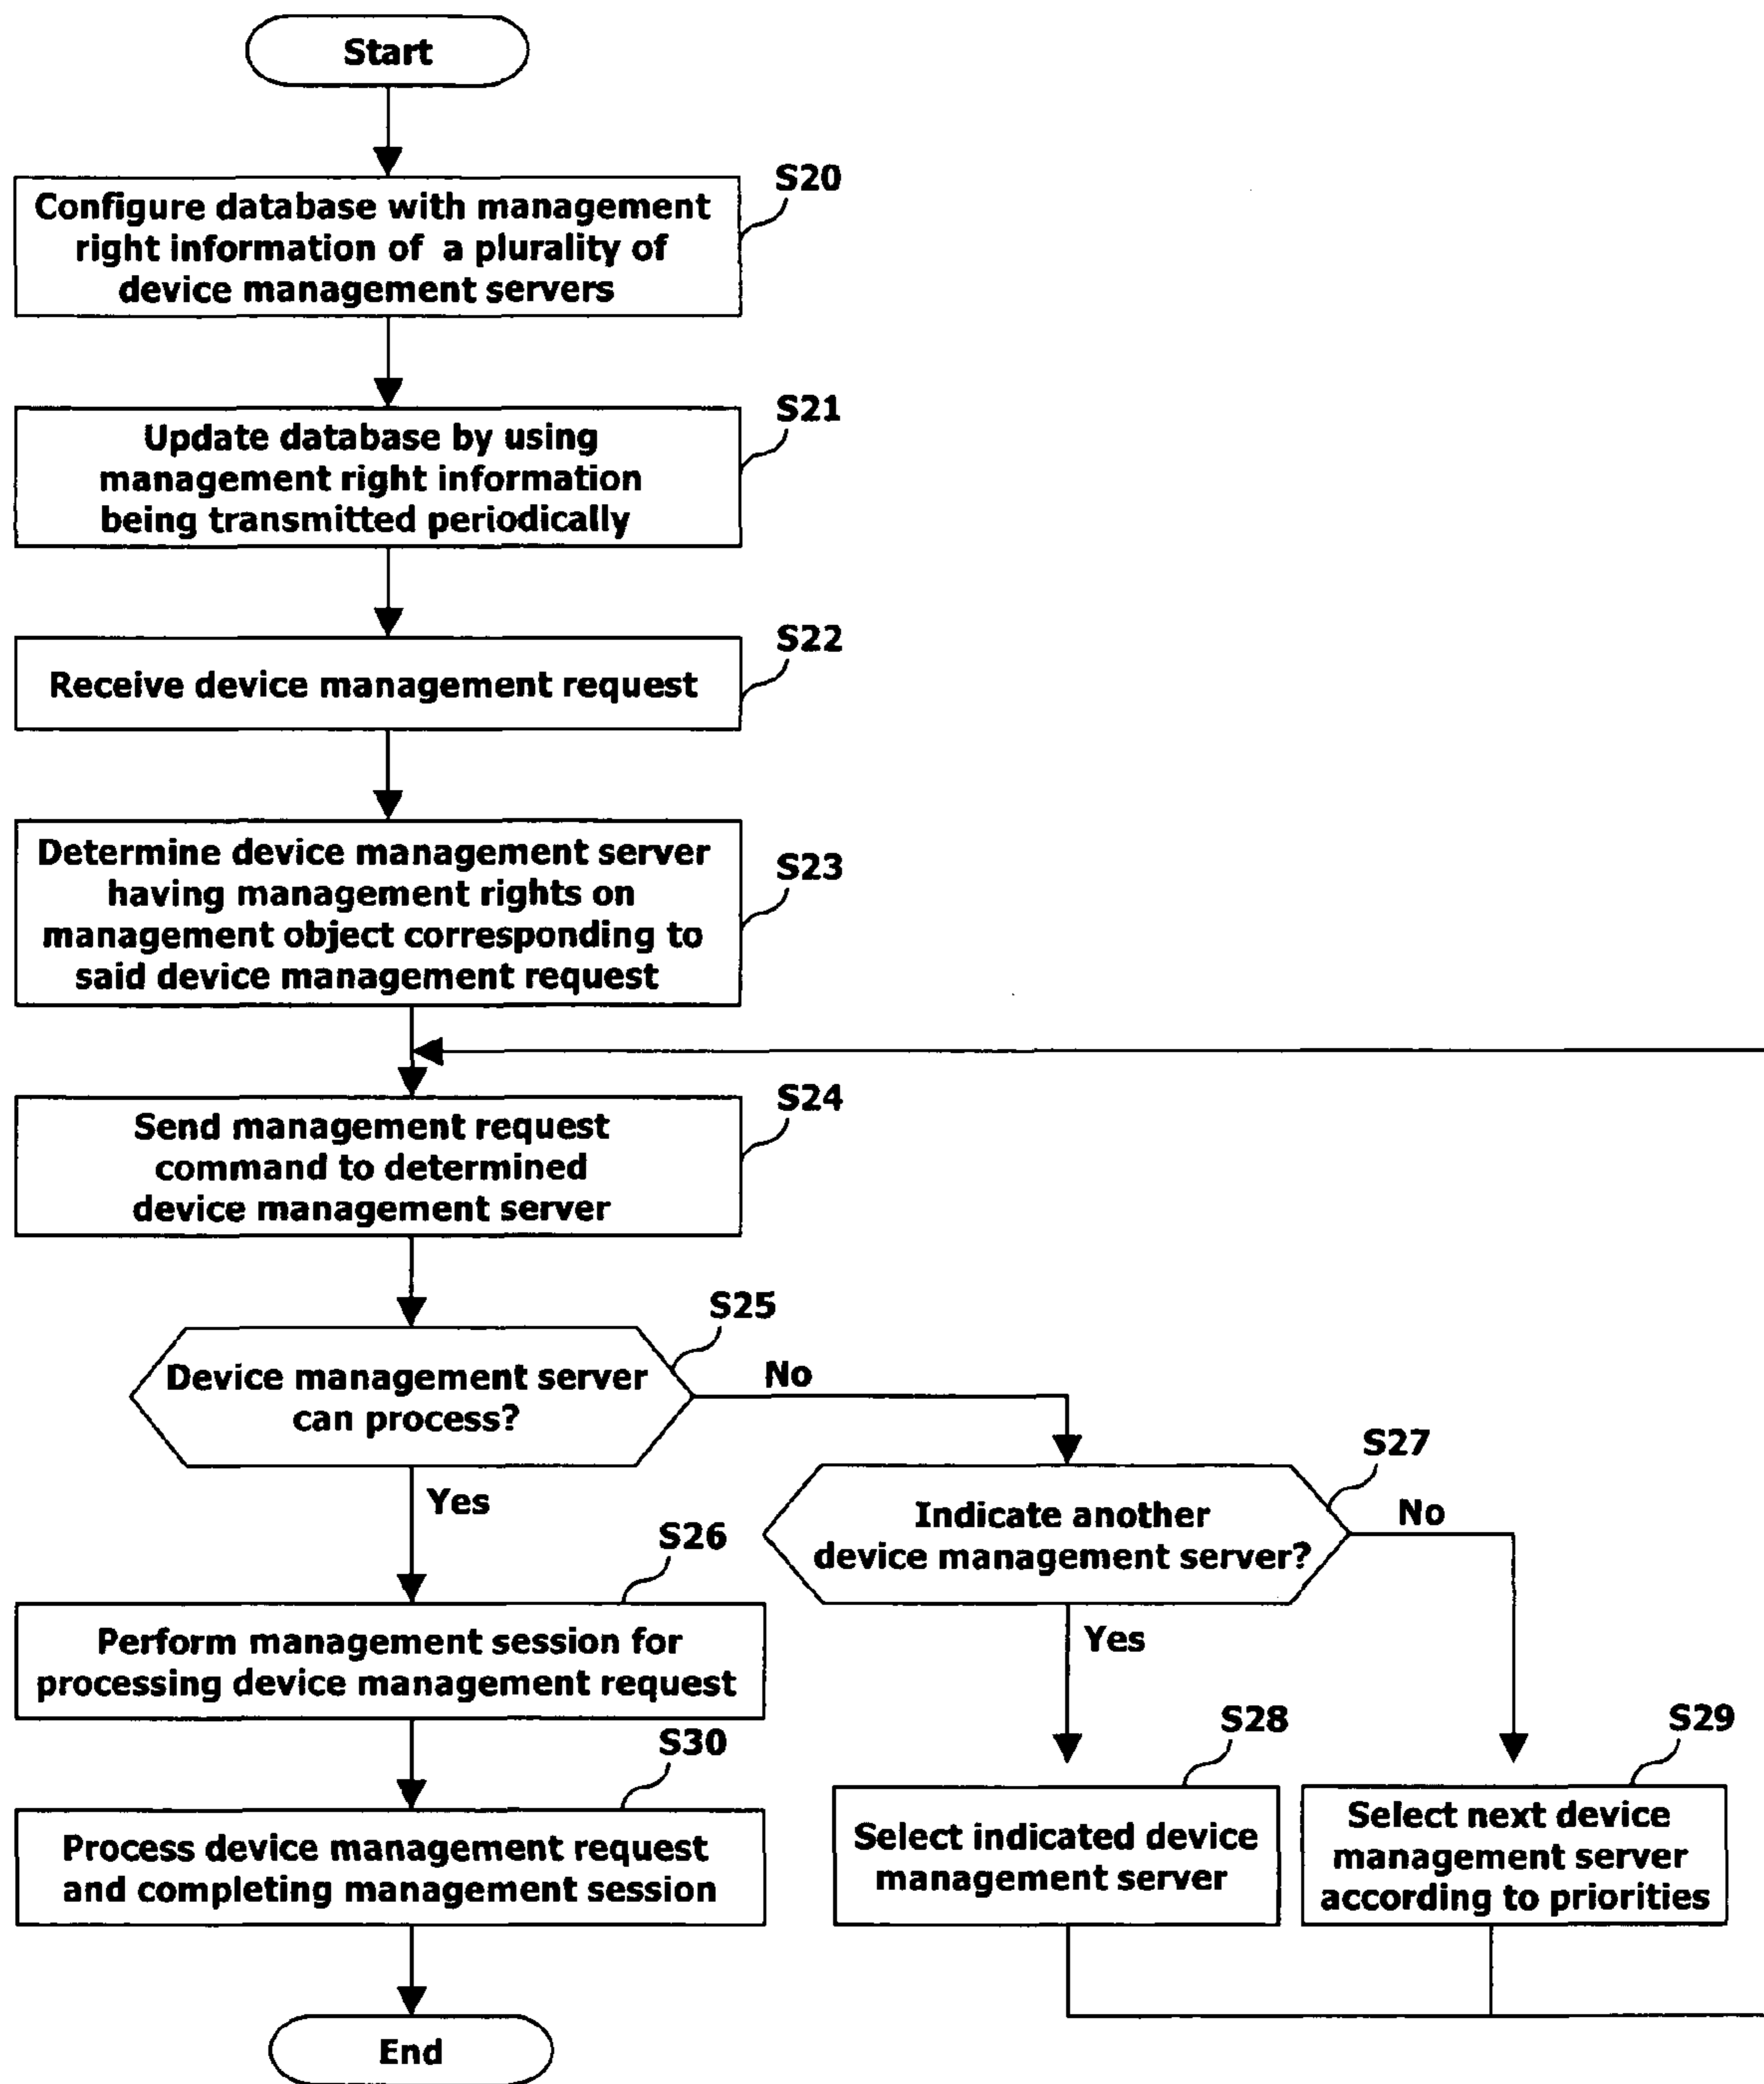 Start
S20
Configure database with management
right information of a plurality of
device management servers
S21
Update database by using
management right information
being transmitted periodically
S22
Receive device management request
S23
Determine device management server
having management rights on
management object corresponding to
said device management request
S24
Send management request
command to determined
device management server
S25
Device management server
can process?
No
Yes
S27
Indicate another
device management server?
No
Yes
S26
Perform management session for
processing device management request
S30
Process device management request
and completing management session
S28
Select indicated device
management server
S29
Select next device
management server
according to priorities
End